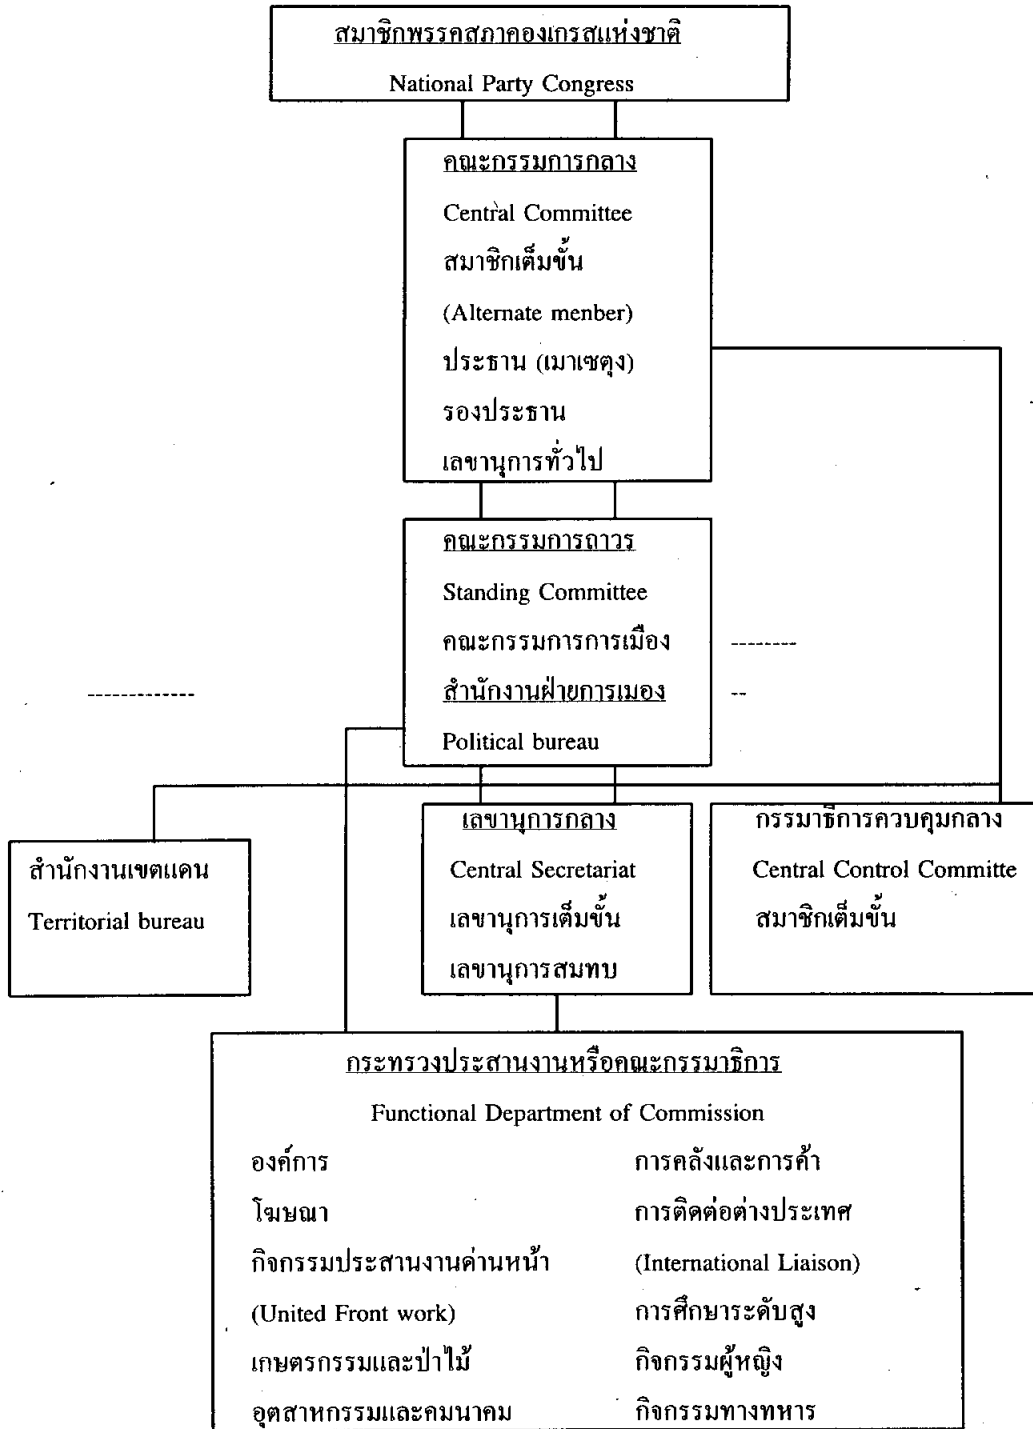 สมาชิกพรรคสภาคองเกรสแห่งชาติ
National Party Congress
คณะกรรมการกลาง
Central Committee
สมาชิกเต็มขั้น
(Alternate menber)
ประธาน (เมาเซตุง)
รองประธาน
เลขานุการทั่วไป
คณะกรรมการถาวร
Standing Committee
คณะกรรมการการเมือง --------
------------- สำนักงานฝ่ายการเมอง --
Political bureau
สำนักงานเขตแดน
Territorial bureau
เลขานุการกลาง
Central Secretariat
เลขานุการเต็มขั้น
เลขานุการสมทบ
กรรมาธิการควบคุมกลาง
Central Control Committe
สมาชิกเต็มขั้น
กระทรวงประสานงานหรือคณะกรรมาธิการ
Functional Department of Commission
องค์การ
โฆษณา
กิจกรรมประสานงานด่านหน้า
(United Front work)
เกษตรกรรมและป่าไม้
อุตสาหกรรมและคมนาคม
การคลังและการค้า
การติดต่อต่างประเทศ
(International Liaison)
การศึกษาระดับสูง
กิจกรรมผู้หญิง
กิจกรรมทางทหาร